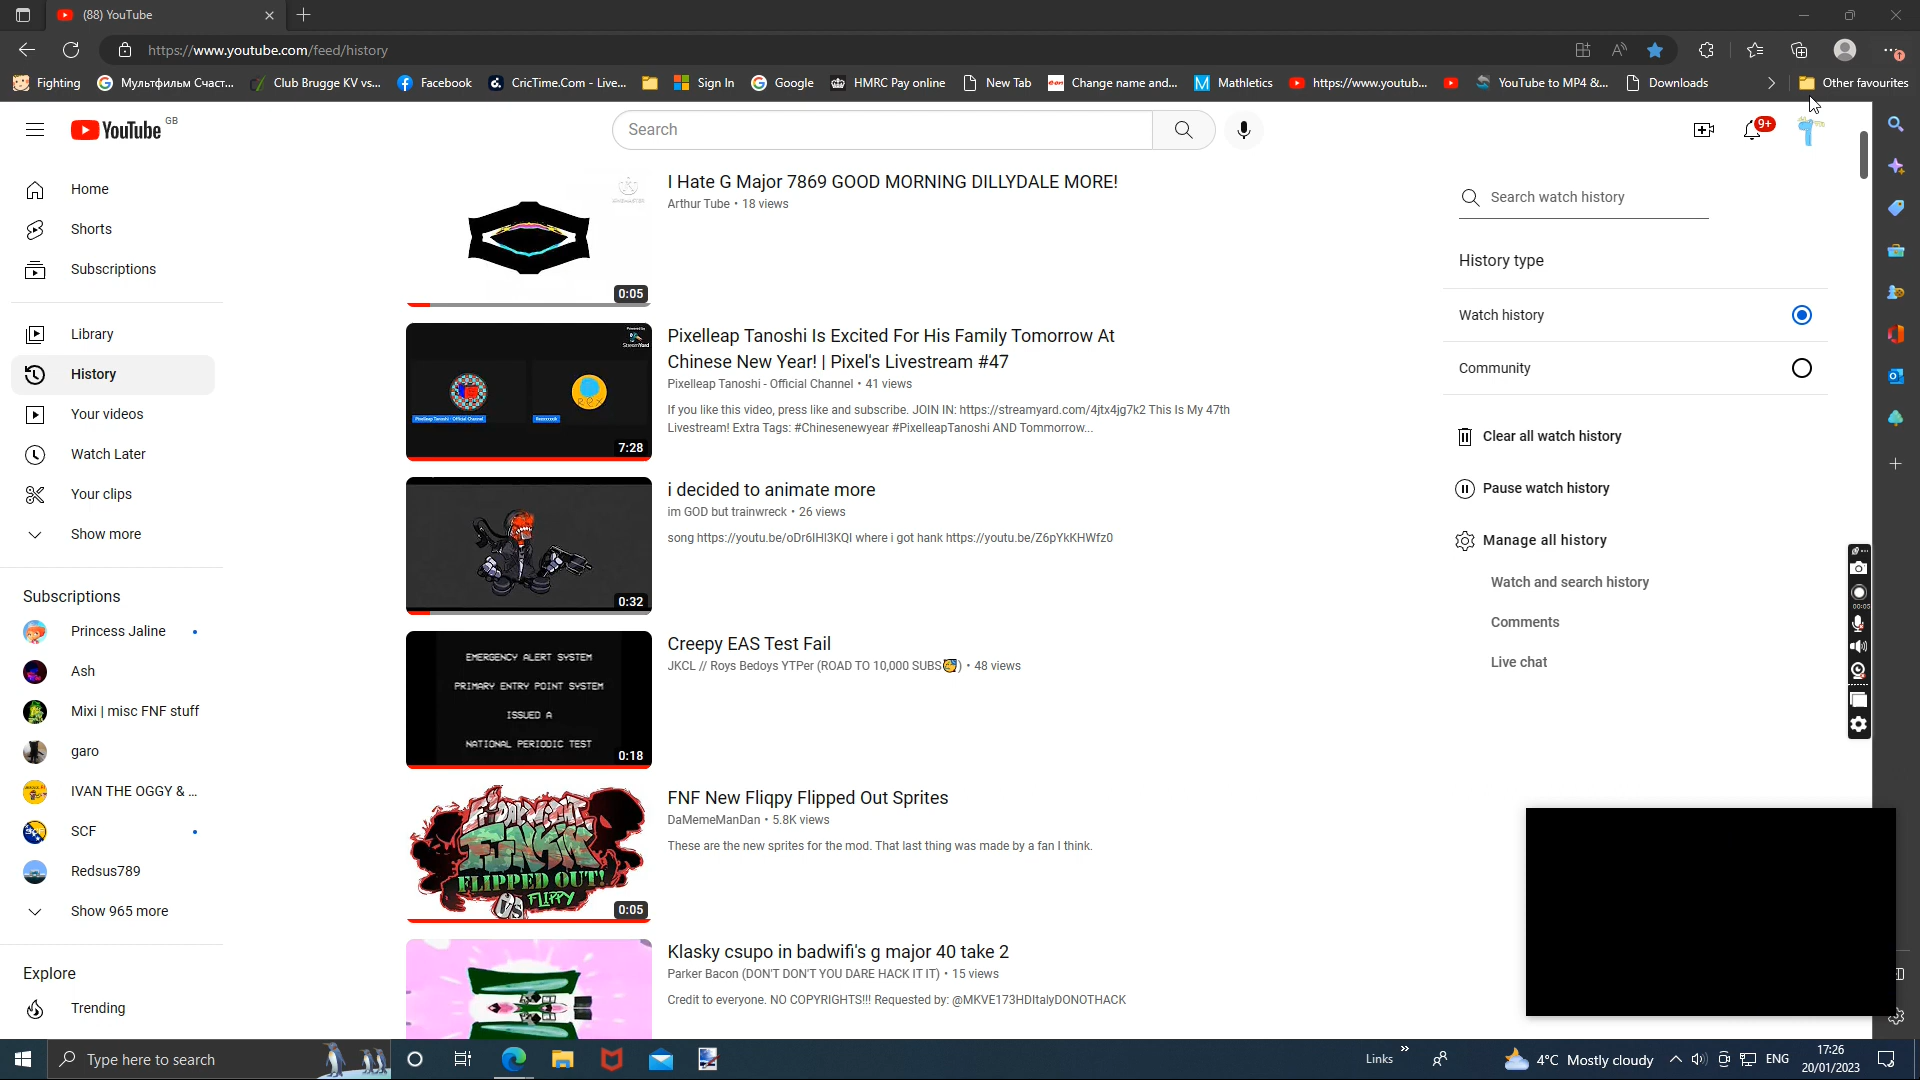 (88) YouTube
https://www.youtube.com/feed/history
Fighting
Мультфильм Счаст...
Club Brugge KV vs...
Facebook
CricTime.Com - Live...
Sign In
Google
HMRC Pay online
New Tab
Change name and...
Mathletics
https://www.youtub...
YouTube to MP4 &...
Downloads
Other favourites
YouTube GB
Search
9+
Home
Shorts
Subscriptions
Library
History
Your videos
Watch Later
Your clips
Show more
Subscriptions
Princess Jaline
Ash
Mixi | misc FNF stuff
garo
IVAN THE OGGY & ...
SCF
Redsus789
Show 965 more
Explore
Trending
0:05
I Hate G Major 7869 GOOD MORNING DILLYDALE MORE!
Arthur Tube • 18 views
Powered by
StreamYard
Pixelleap Tanoshi - Official Channel
7:28
Pixelleap Tanoshi Is Excited For His Family Tomorrow At
Chinese New Year! | Pixel's Livestream #47
Pixelleap Tanoshi - Official Channel • 41 views
If you like this video, press like and subscribe. JOIN IN: https://streamyard.com/4jtx4jg7k2 This Is My 47th
Livestream! Extra Tags: #Chinesenewyear #PixelleapTanoshi AND Tommorrow...
0:32
i decided to animate more
im GOD but trainwreck • 26 views
song https://youtu.be/oDr6IHI3KQI where i got hank https://youtu.be/Z6pYkKHWfz0
EMERGENCY ALERT SYSTEM
PRIMARY ENTRY POINT SYSTEM
ISSUED A
NATIONAL PERIODIC TEST
0:18
Creepy EAS Test Fail
JKCL // Roys Bedoys YTPer (ROAD TO 10,000 SUBS🥳) • 48 views
FRIDAY NIGHT
FUNKIN
FLIPPED OUT!
VS FLIPPY
0:05
FNF New Fliqpy Flipped Out Sprites
DaMemeManDan • 5.8K views
These are the new sprites for the mod. That last thing was made by a fan I think.
Klasky csupo in badwifi's g major 40 take 2
Parker Bacon (DON'T DON'T YOU DARE HACK IT IT) • 15 views
Credit to everyone. NO COPYRIGHTS!!! Requested by: @MKVE173HDItalyDONOTHACK
Search watch history
History type
Watch history
Community
Clear all watch history
Pause watch history
Manage all history
Watch and search history
Comments
Live chat
00:05
Type here to search
Links
4°C Mostly cloudy
ENG
17:26
20/01/2023